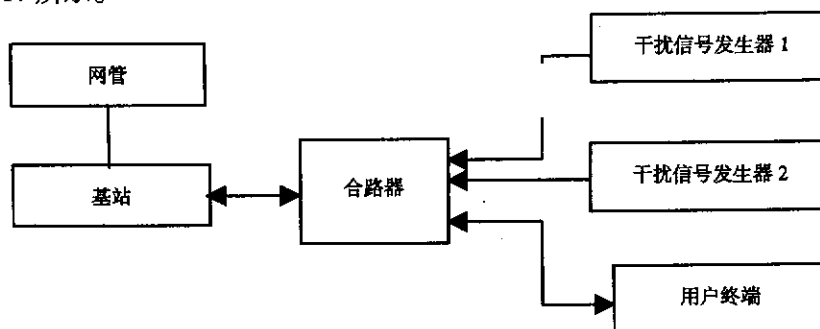 网管
基站
合路器
干扰信号发生器 1
干扰信号发生器 2
用户终端